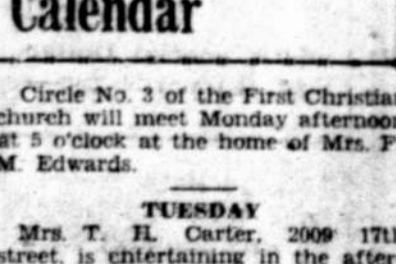 Calendar
Circle No. 3 of the First Christian
church will meet Monday afternoon
at 5 o'clock at the home of Mrs. F
M. Edwards.
TUESDAY
Mrs. T. H. Carter, 2009 17th
street, is entertaining in the after